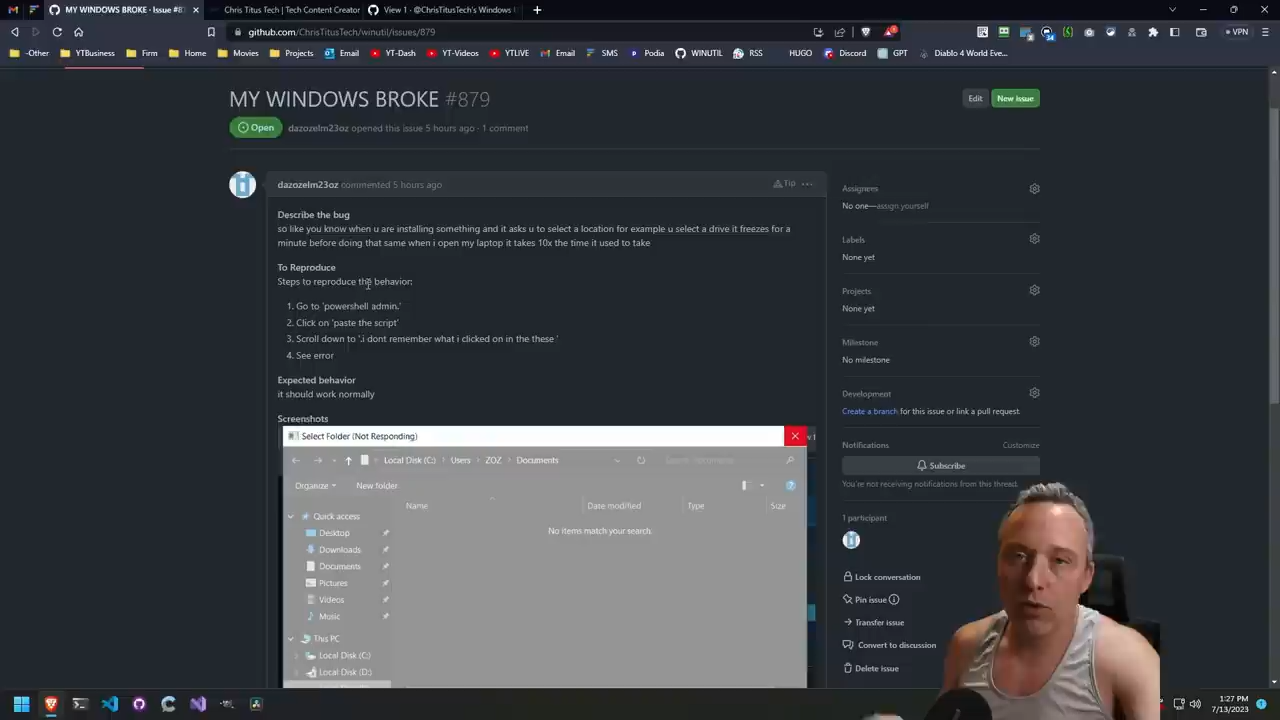 MY WINDOWS BROKE · Issue #87
Chris Titus Tech | Tech Content Creator
View 1 · @ChrisTitusTech's Windows
github.com/ChrisTitusTech/winutil/issues/879
VPN
-Other
YTBusiness
Firm
Home
Movies
Projects
Email
YT-Dash
YT-Videos
YTLIVE
SMS
Podia
WINUTIL
RSS
HUGO
Discord
GPT
Diablo 4 World Eve...
MY WINDOWS BROKE #879
Edit
New issue
Open
dazozelm23oz opened this issue 5 hours ago · 1 comment
dazozelm23oz commented 5 hours ago
Tip
Describe the bug
so like you know when u are installing something and it asks u to select a location for example u select a drive it freezes for a
minute before doing that same when i open my laptop it takes 10x the time it used to take
To Reproduce
Steps to reproduce the behavior:
1. Go to 'powershell admin.'
2. Click on 'paste the script'
3. Scroll down to '.i dont remember what i clicked on in the these '
4. See error
Expected behavior
it should work normally
Screenshots
Select Folder (Not Responding)
Local Disk (C:) > Users > ZOZ > Documents
Organize
New folder
Name
Date modified
Type
Size
No items match your search.
Quick access
Desktop
Downloads
Documents
Pictures
Videos
Music
This PC
Local Disk (C:)
Local Disk (D:)
Assignees
No one—assign yourself
Labels
None yet
Projects
None yet
Milestone
No milestone
Development
Create a branch for this issue or link a pull request.
Notifications
Customize
Subscribe
You're not receiving notifications from this thread.
1 participant
Lock conversation
Pin issue
Transfer issue
Convert to discussion
Delete issue
1:27 PM
7/13/2023